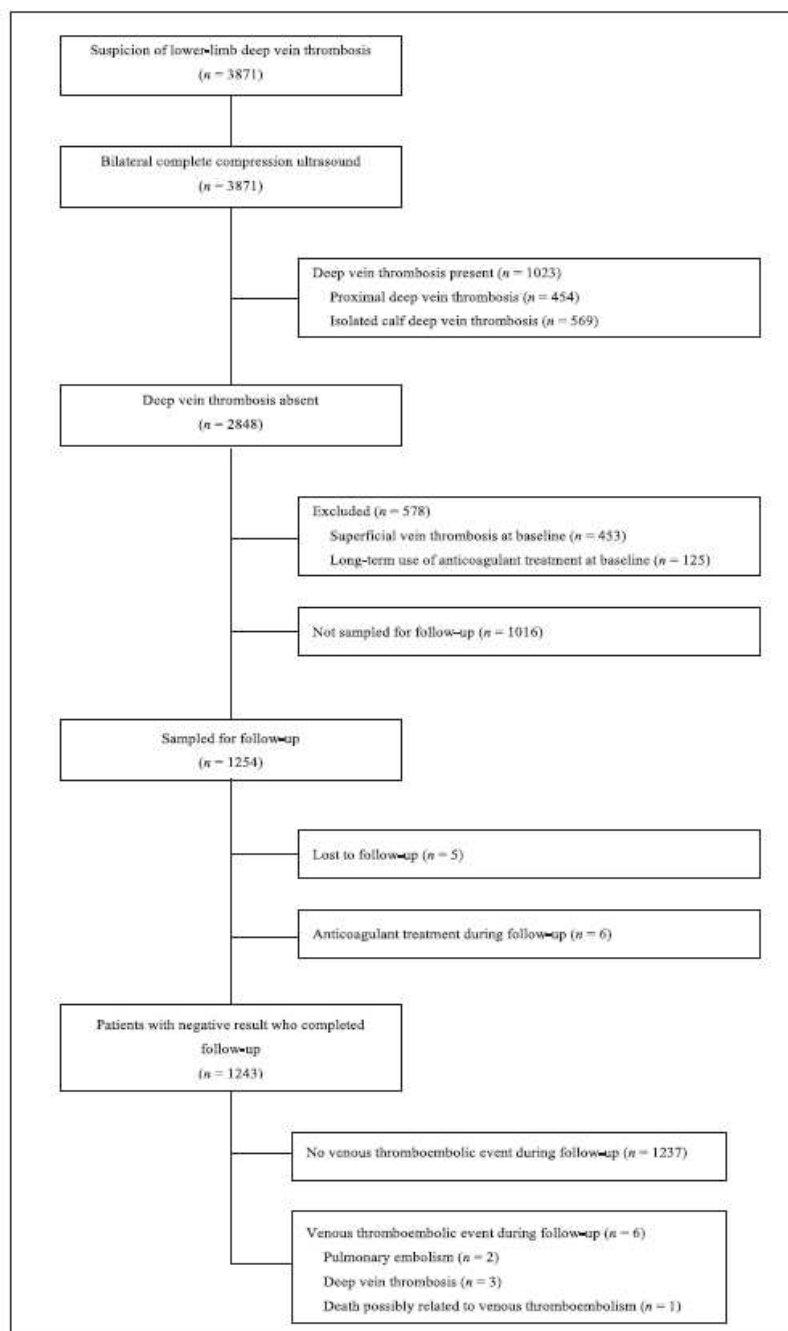 Suspicion of lower-limb deep vein thrombosis
(n = 3871)
Bilateral complete compression ultrasound
(n = 3871)
Deep vein thrombosis present (n = 1023)
Proximal deep vein thrombosis (n = 454)
Isolated calf deep vein thrombosis (n = 569)
Deep vein thrombosis absent
(n = 2848)
Excluded (n = 578)
Superficial vein thrombosis at baseline (n = 453)
Long-term use of anticoagulant treatment at baseline (n = 125)
Not sampled for follow-up (n = 1016)
Sampled for follow-up
(n = 1254)
Lost to follow-up (n = 5)
Anticoagulant treatment during follow-up (n = 6)
Patients with negative result who completed
follow-up
(n = 1243)
No venous thromboembolic event during follow-up (n = 1237)
Venous thromboembolic event during follow-up (n = 6)
Pulmonary embolism (n = 2)
Deep vein thrombosis (n = 3)
Death possibly related to venous thromboembolism (n = 1)